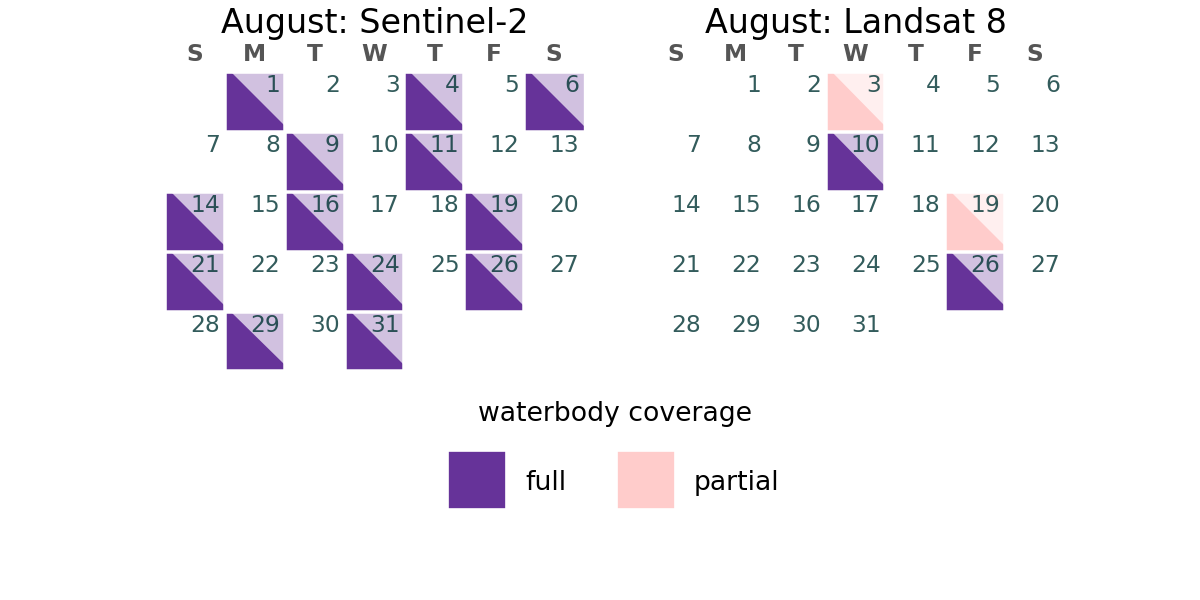 August: Sentinel-2
S M T W T F S
1 2 3 4 5 6
7 8 9 10 11 12 13
14 15 16 17 18 19 20
21 22 23 24 25 26 27
28 29 30 31
August: Landsat 8
S M T W T F S
1 2 3 4 5 6
7 8 9 10 11 12 13
14 15 16 17 18 19 20
21 22 23 24 25 26 27
28 29 30 31
waterbody coverage
full partial